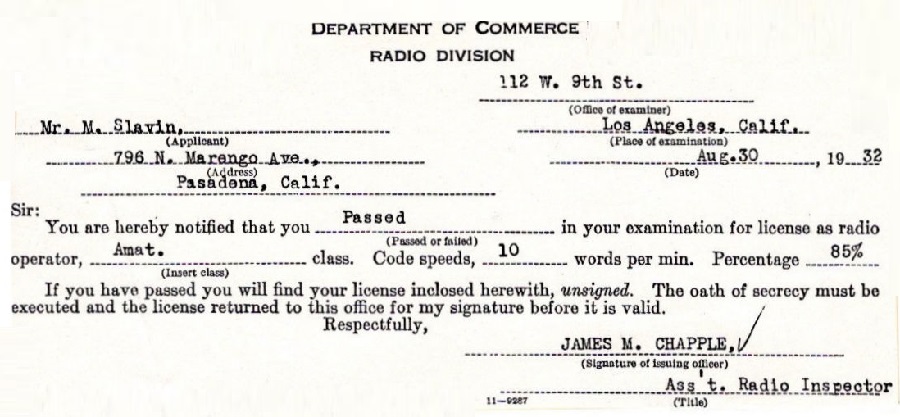 DEPARTMENT OF COMMERCE
RADIO DIVISION
112 W. 9th St.
(Office of examiner)
Mr. M. Slavin,
(Applicant)
Los Angeles, Calif.
(Place of examination)
796 N. Marengo Ave.,
(Address)
Aug.30, 1932
(Date)
Pasadena, Calif.
Sir:
You are hereby notified that you Passed in your examination for license as radio
(Passed or failed)
operator, Amat. class. Code speeds, 10 words per min. Percentage 85%
(Insert class)
If you have passed you will find your license inclosed herewith, unsigned. The oath of secrecy must be
executed and the license returned to this office for my signature before it is valid.
Respectfully,
JAMES M. CHAPPLE,
(Signature of issuing officer)
Ass't. Radio Inspector
(Title)
11—9287